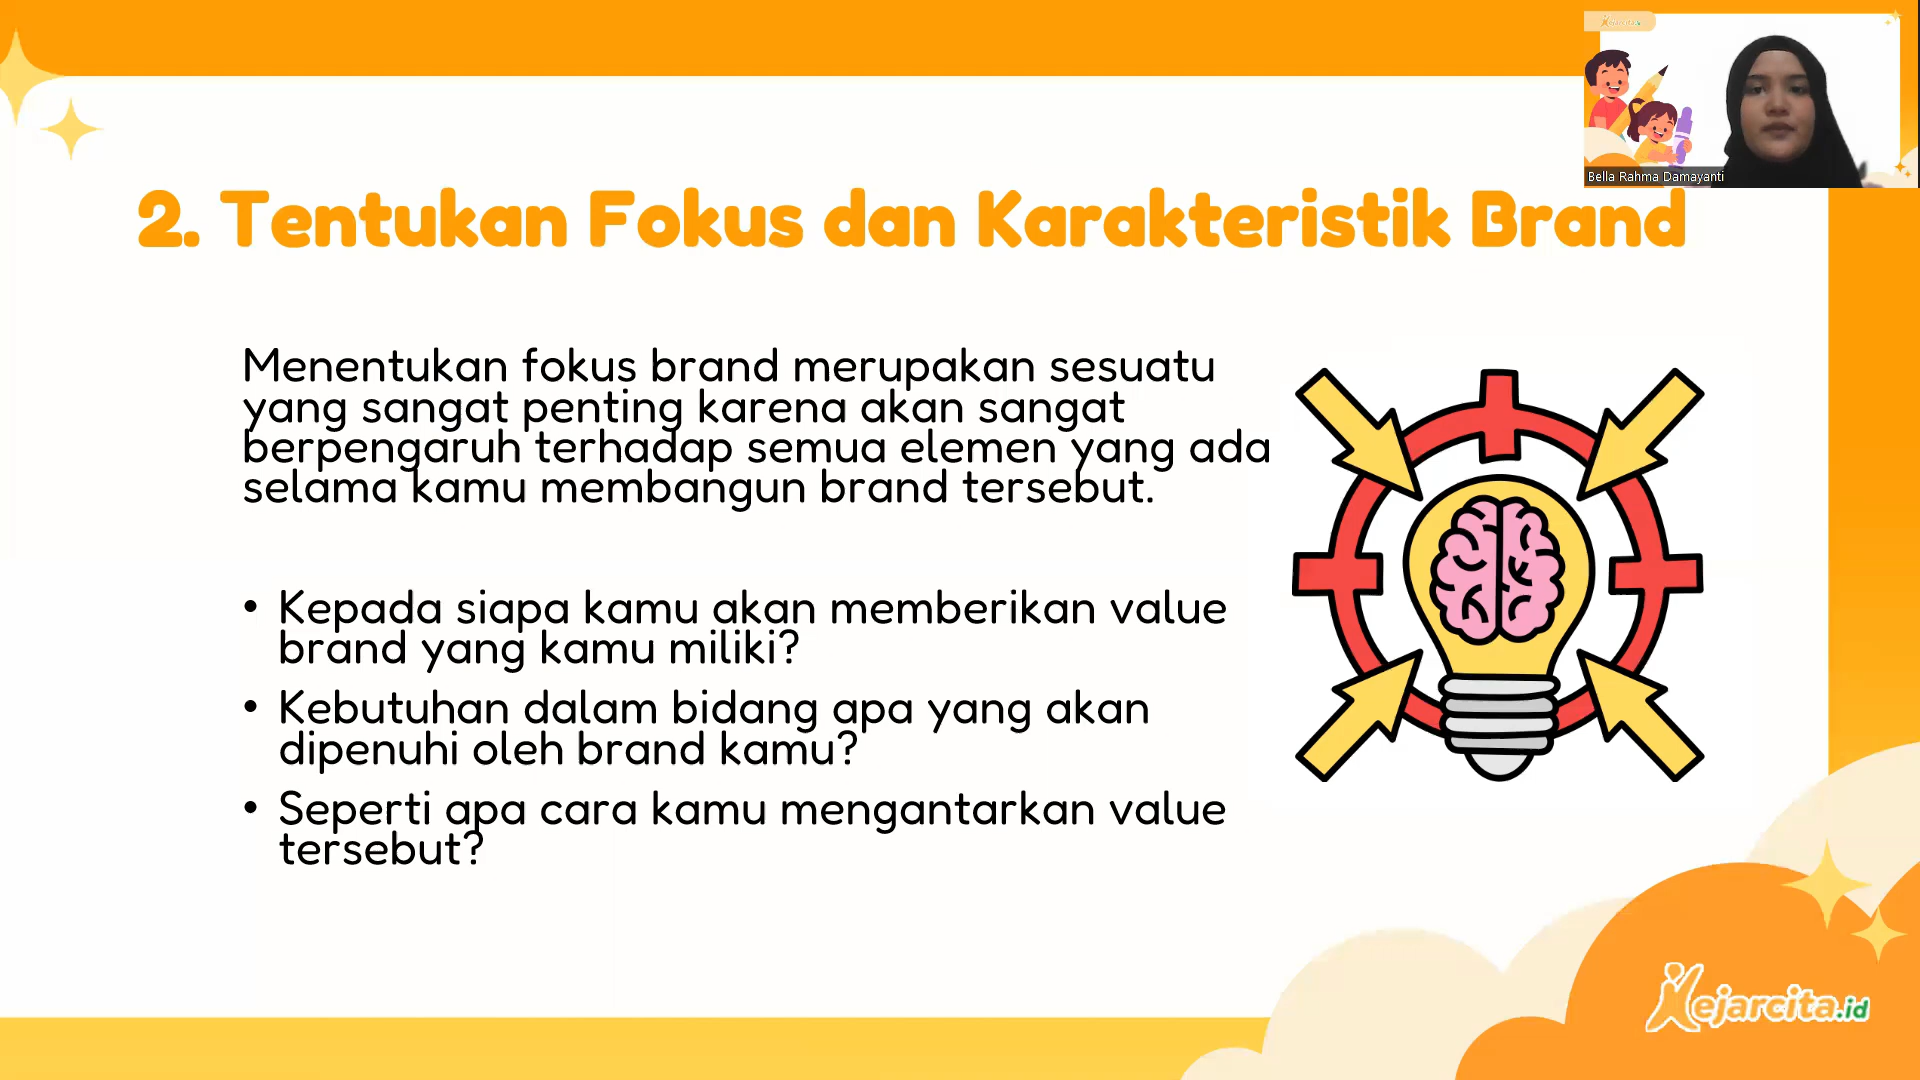 2. Tentukan Fokus dan Karakteristik Brand
Bella Rahma Damayanti
Menentukan fokus brand merupakan sesuatu
yang sangat penting karena akan sangat
berpengaruh terhadap semua elemen yang ada
selama kamu membangun brand tersebut.
• Kepada siapa kamu akan memberikan value
brand yang kamu miliki?
• Kebutuhan dalam bidang apa yang akan
dipenuhi oleh brand kamu?
• Seperti apa cara kamu mengantarkan value
tersebut?
Kejarcita.id